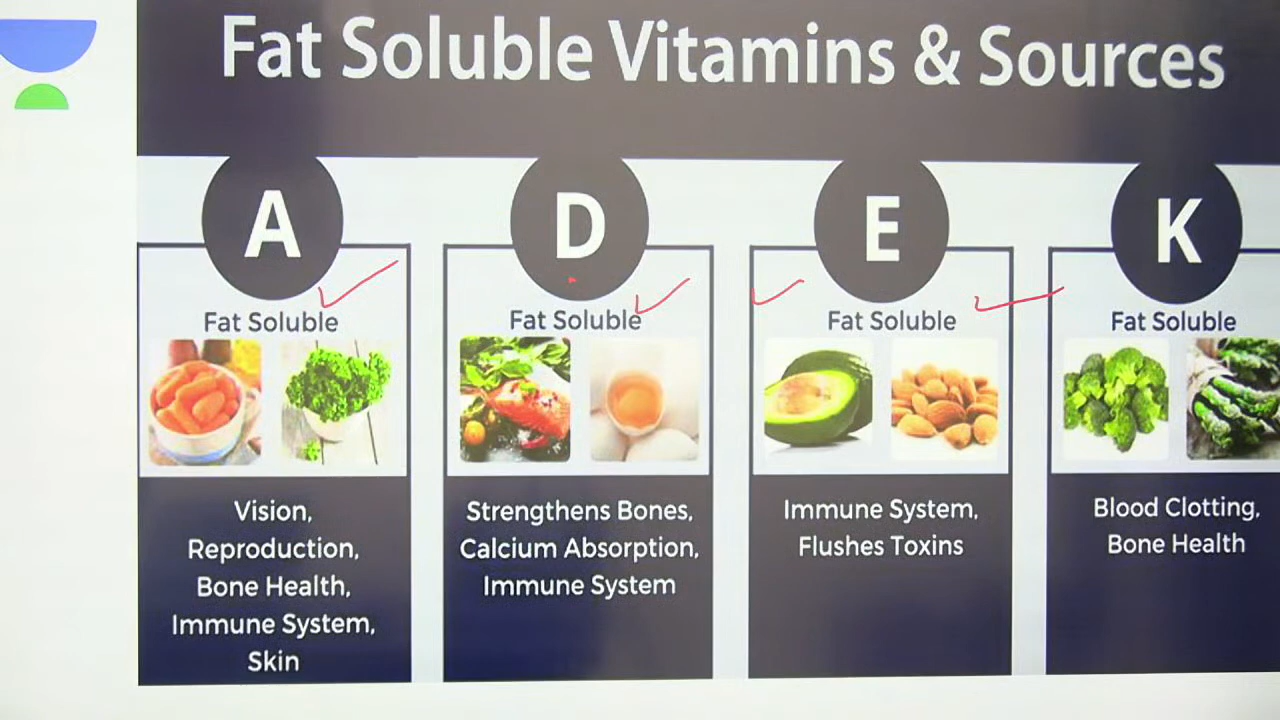 Fat Soluble Vitamins & Sources
A
Fat Soluble
Vision,
Reproduction,
Bone Health,
Immune System,
Skin
D
Fat Soluble
Strengthens Bones,
Calcium Absorption,
Immune System
E
Fat Soluble
Immune System,
Flushes Toxins
K
Fat Soluble
Blood Clotting,
Bone Health